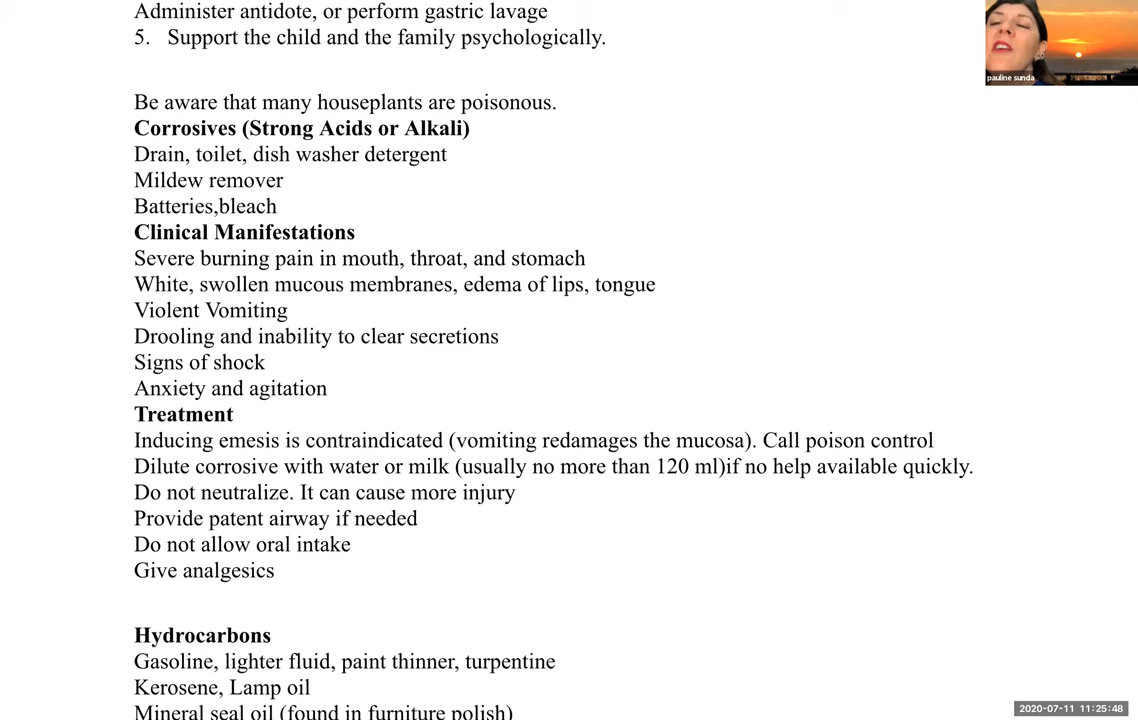 Administer antidote, or perform gastric lavage
5. Support the child and the family psychologically.
Be aware that many houseplants are poisonous.
Corrosives (Strong Acids or Alkali)
Drain, toilet, dish washer detergent
Mildew remover
Batteries,bleach
Clinical Manifestations
Severe burning pain in mouth, throat, and stomach
White, swollen mucous membranes, edema of lips, tongue
Violent Vomiting
Drooling and inability to clear secretions
Signs of shock
Anxiety and agitation
Treatment
Inducing emesis is contraindicated (vomiting redamages the mucosa). Call poison control
Dilute corrosive with water or milk (usually no more than 120 ml)if no help available quickly.
Do not neutralize. It can cause more injury
Provide patent airway if needed
Do not allow oral intake
Give analgesics
Hydrocarbons
Gasoline, lighter fluid, paint thinner, turpentine
Kerosene, Lamp oil
Mineral seal oil (found in furniture polish)
pauline sunda
2020-07-11 11:25:48